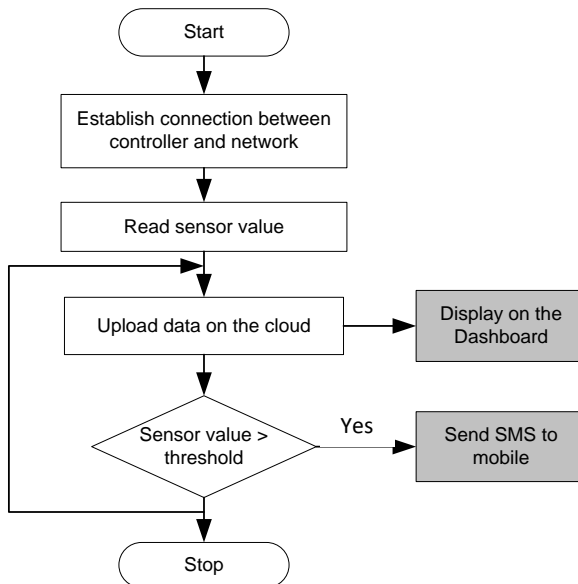 Start
Establish connection between
controller and network
Read sensor value
Upload data on the cloud
Display on the
Dashboard
Sensor value >
threshold
Yes
Send SMS to
mobile
Stop